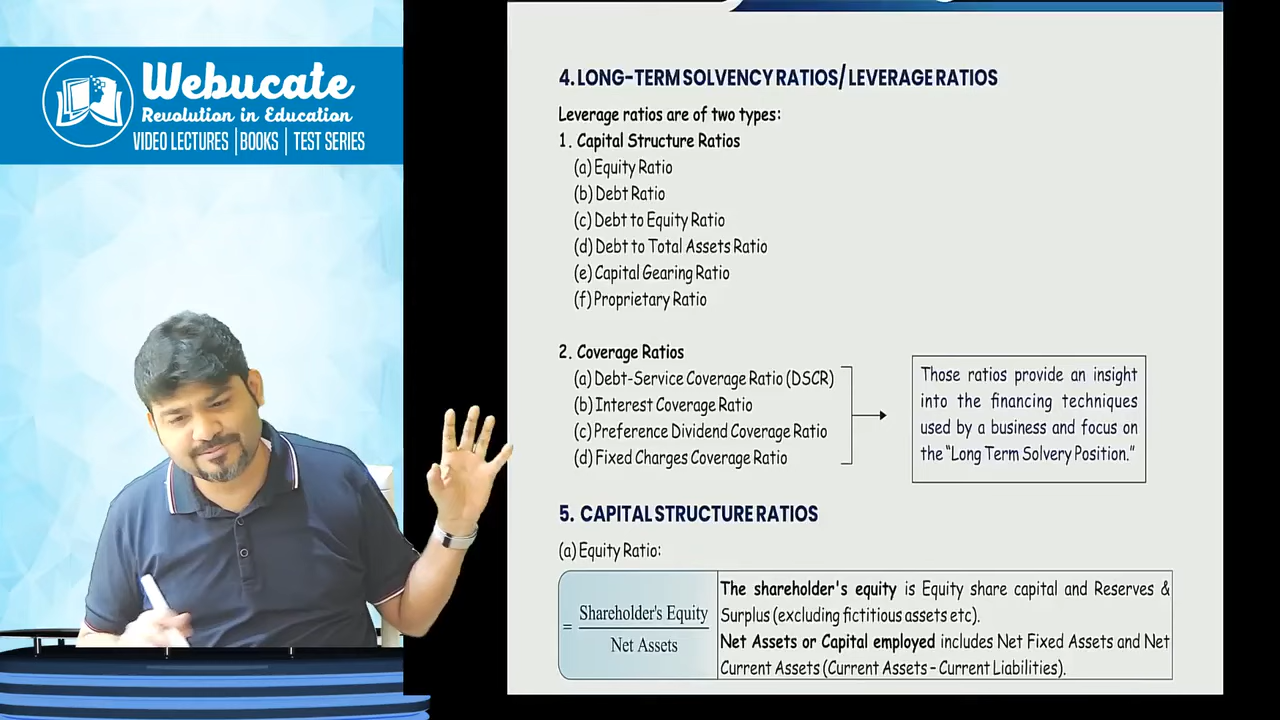 Webucate
Revolution in Education
VIDEO LECTURES | BOOKS | TEST SERIES
4. LONG-TERM SOLVENCY RATIOS/ LEVERAGE RATIOS
Leverage ratios are of two types:
1. Capital Structure Ratios
(a) Equity Ratio
(b) Debt Ratio
(c) Debt to Equity Ratio
(d) Debt to Total Assets Ratio
(e) Capital Gearing Ratio
(f) Proprietary Ratio
2. Coverage Ratios
(a) Debt-Service Coverage Ratio (DSCR)
(b) Interest Coverage Ratio
(c) Preference Dividend Coverage Ratio
(d) Fixed Charges Coverage Ratio
Those ratios provide an insight
into the financing techniques
used by a business and focus on
the “Long Term Solvery Position.”
5. CAPITAL STRUCTURE RATIOS
(a) Equity Ratio:
= Shareholder's Equity
Net Assets
The shareholder's equity is Equity share capital and Reserves &
Surplus (excluding fictitious assets etc).
Net Assets or Capital employed includes Net Fixed Assets and Net
Current Assets (Current Assets – Current Liabilities).